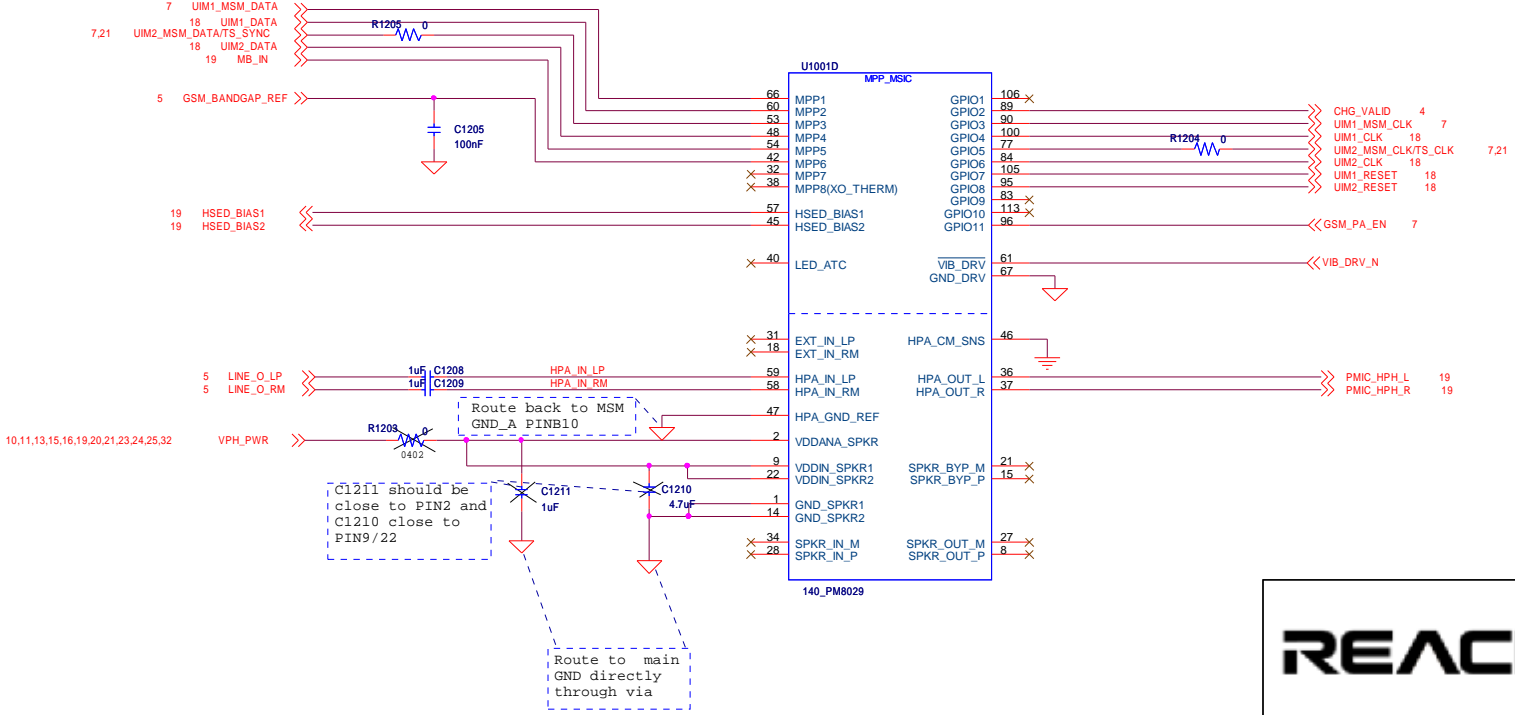 7 UIM1_MSM_DATA
18 UIM1_DATA
7,21 UIM2_MSM_DATA/TS_SYNC
18 UIM2_DATA
19 MB_IN
R1205 0
5 GSM_BANDGAP_REF
C1205
100nF
19 HSED_BIAS1
19 HSED_BIAS2
5 LINE_O_LP
5 LINE_O_RM
1uF C1208
1uF C1209
HPA_IN_LP
HPA_IN_RM
Route back to MSM
GND_A PINB10
10,11,13,15,16,19,20,21,23,24,25,32 VPH_PWR
R1203 0
0402
C1211 should be
close to PIN2 and
C1210 close to
PIN9/22
C1211
1uF
C1210
4.7uF
Route to main
GND directly
through via
U1001D
MPP_MSIC
66 MPP1
60 MPP2
53 MPP3
48 MPP4
54 MPP5
42 MPP6
32 MPP7
38 MPP8(XO_THERM)
57 HSED_BIAS1
45 HSED_BIAS2
40 LED_ATC
31 EXT_IN_LP
18 EXT_IN_RM
59 HPA_IN_LP
58 HPA_IN_RM
47 HPA_GND_REF
2 VDDANA_SPKR
9 VDDIN_SPKR1
22 VDDIN_SPKR2
1 GND_SPKR1
14 GND_SPKR2
34 SPKR_IN_M
28 SPKR_IN_P
GPIO1 106
GPIO2 89
GPIO3 90
GPIO4 100
GPIO5 77
GPIO6 84
GPIO7 105
GPIO8 95
GPIO9 83
GPIO10 113
GPIO11 96
VIB_DRV 61
GND_DRV 67
HPA_CM_SNS 46
HPA_OUT_L 36
HPA_OUT_R 37
SPKR_BYP_M 21
SPKR_BYP_P 15
SPKR_OUT_M 27
SPKR_OUT_P 8
140_PM8029
R1204 0
CHG_VALID 4
UIM1_MSM_CLK 7
UIM1_CLK 18
UIM2_MSM_CLK/TS_CLK 7,21
UIM2_CLK 18
UIM1_RESET 18
UIM2_RESET 18
GSM_PA_EN 7
VIB_DRV_N
PMIC_HPH_L 19
PMIC_HPH_R 19
REAC